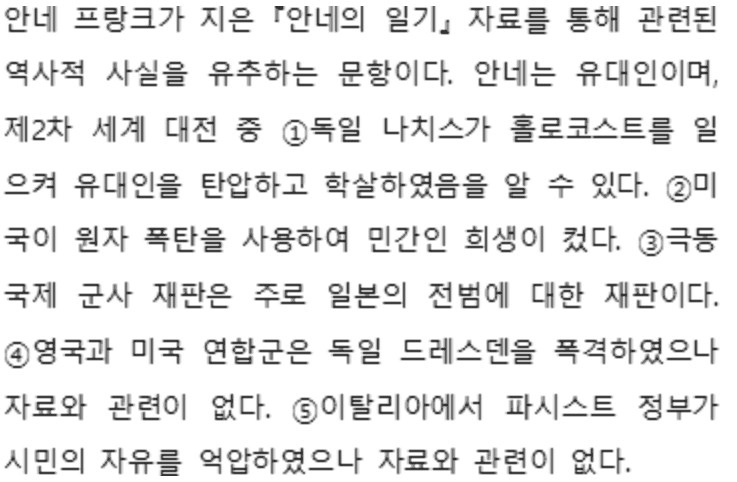 안네 프랑크가 지은 『안네의 일기』 자료를 통해 관련된
역사적 사실을 유추하는 문항이다. 안네는 유대인이며,
제2차 세계 대전 중 ①독일 나치스가 홀로코스트를 일
으켜 유대인을 탄압하고 학살하였음을 알 수 있다. ②미
국이 원자 폭탄을 사용하여 민간인 희생이 컸다. ③극동
국제 군사 재판은 주로 일본의 전범에 대한 재판이다.
④영국과 미국 연합군은 독일 드레스덴을 폭격하였으나
자료와 관련이 없다. ⑤이탈리아에서 파시스트 정부가
시민의 자유를 억압하였으나 자료와 관련이 없다.